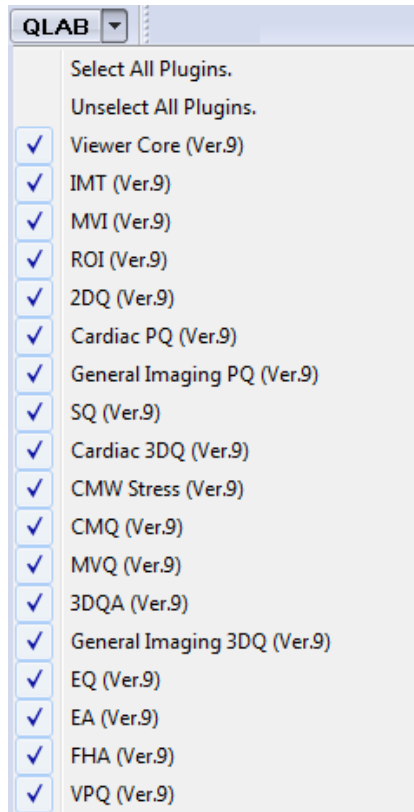 QLAB
Select All Plugins.
Unselect All Plugins.
Viewer Core (Ver.9)
IMT (Ver.9)
MVI (Ver.9)
ROI (Ver.9)
2DQ (Ver.9)
Cardiac PQ (Ver.9)
General Imaging PQ (Ver.9)
SQ (Ver.9)
Cardiac 3DQ (Ver.9)
CMW Stress (Ver.9)
CMQ (Ver.9)
MVQ (Ver.9)
3DQA (Ver.9)
General Imaging 3DQ (Ver.9)
EQ (Ver.9)
EA (Ver.9)
FHA (Ver.9)
VPQ (Ver.9)